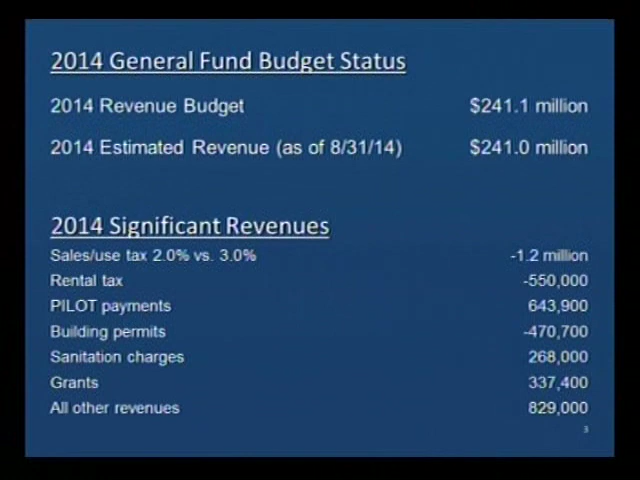 2014 General Fund Budget Status
2014 Revenue Budget $241.1 million
2014 Estimated Revenue (as of 8/31/14) $241.0 million
2014 Significant Revenues
Sales/use tax 2.0% vs. 3.0% -1.2 million
Rental tax -550,000
PILOT payments 643,900
Building permits -470,700
Sanitation charges 268,000
Grants 337,400
All other revenues 829,000
3